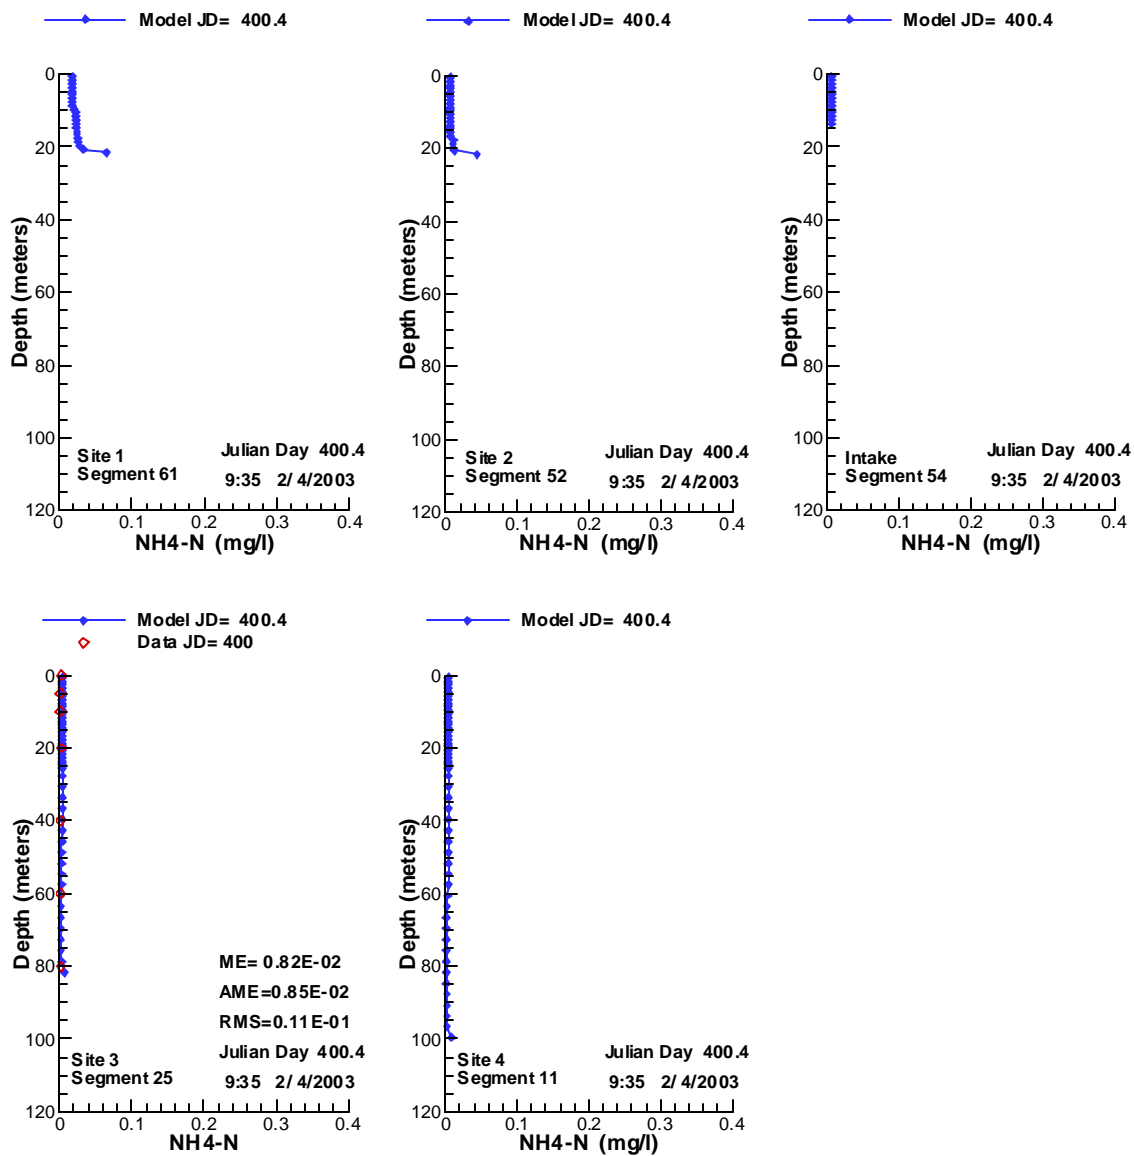 Model JD= 400.4
0
20
40
60
80
100
120
Depth (meters)
Site 1
Segment 61
Julian Day 400.4
9:35 2/ 4/2003
0 0.1 0.2 0.3 0.4
NH4-N (mg/l)
Model JD= 400.4
0
20
40
60
80
100
120
Depth (meters)
Site 2
Segment 52
Julian Day 400.4
9:35 2/ 4/2003
0 0.1 0.2 0.3 0.4
NH4-N (mg/l)
Model JD= 400.4
0
20
40
60
80
100
120
Depth (meters)
Intake
Segment 54
Julian Day 400.4
9:35 2/ 4/2003
0 0.1 0.2 0.3 0.4
NH4-N (mg/l)
Model JD= 400.4
Data JD= 400
0
20
40
60
80
100
120
Depth (meters)
ME= 0.82E-02
AME=0.85E-02
RMS=0.11E-01
Site 3
Segment 25
Julian Day 400.4
9:35 2/ 4/2003
0 0.1 0.2 0.3 0.4
NH4-N
Model JD= 400.4
0
20
40
60
80
100
120
Depth (meters)
Site 4
Segment 11
Julian Day 400.4
9:35 2/ 4/2003
0 0.1 0.2 0.3 0.4
NH4-N (mg/l)